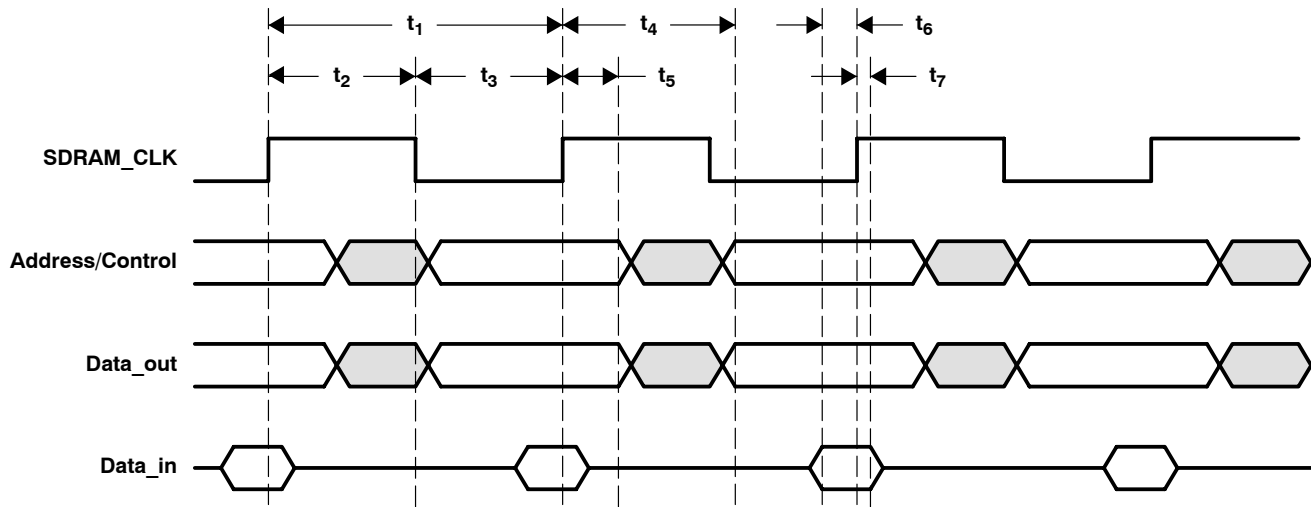 t1 t4 t6
t2 t3 t5 t7
SDRAM_CLK
Address/Control
Data_out
Data_in